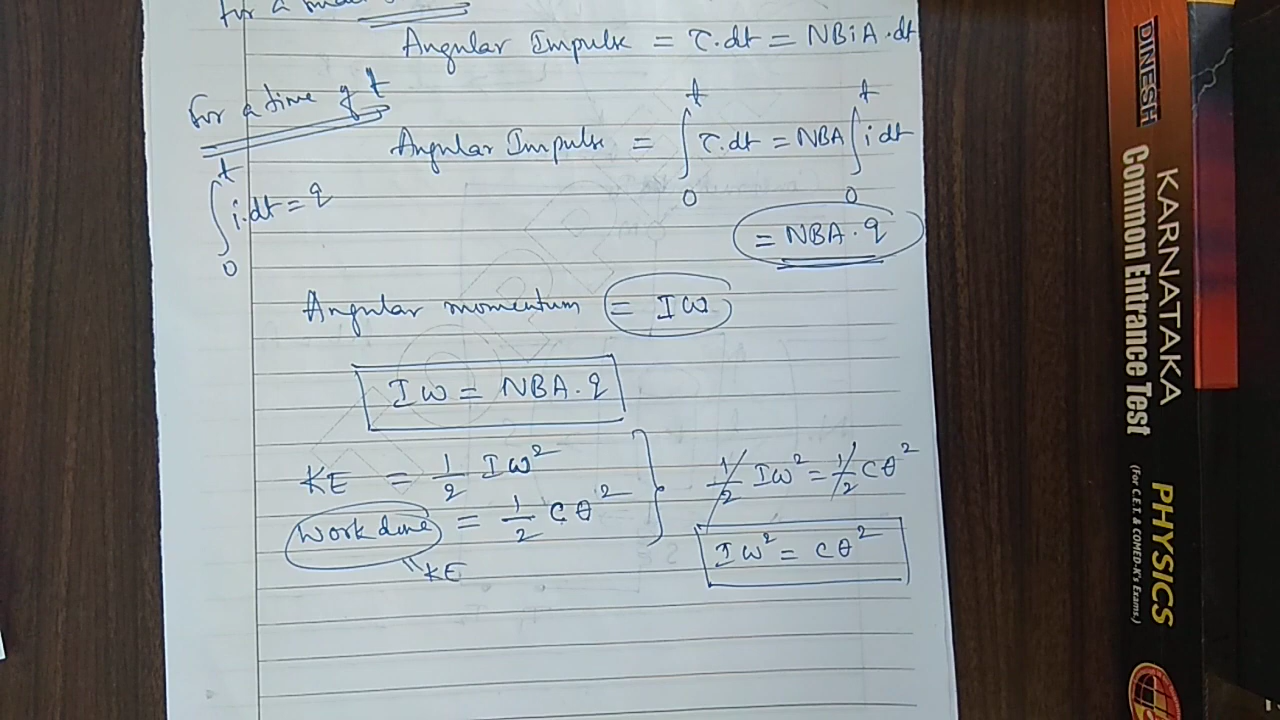 for a
Angular Impulse = τ.dt = NBiA.dt
for a time of t
Angular Impulse = ∫₀ᵗ τ.dt = NBA ∫₀ᵗ i dt
∫₀ᵗ i.dt = q
= NBA.q
Angular momentum = Iω
Iω = NBA.q
KE = 1/2 Iω²
Work done = 1/2 Cθ²
KE
1/2 Iω² = 1/2 Cθ²
Iω² = Cθ²
DINESH
KARNATAKA
Common Entrance Test
(For C.E.T. & COMED-K's Exams.)
PHYSICS